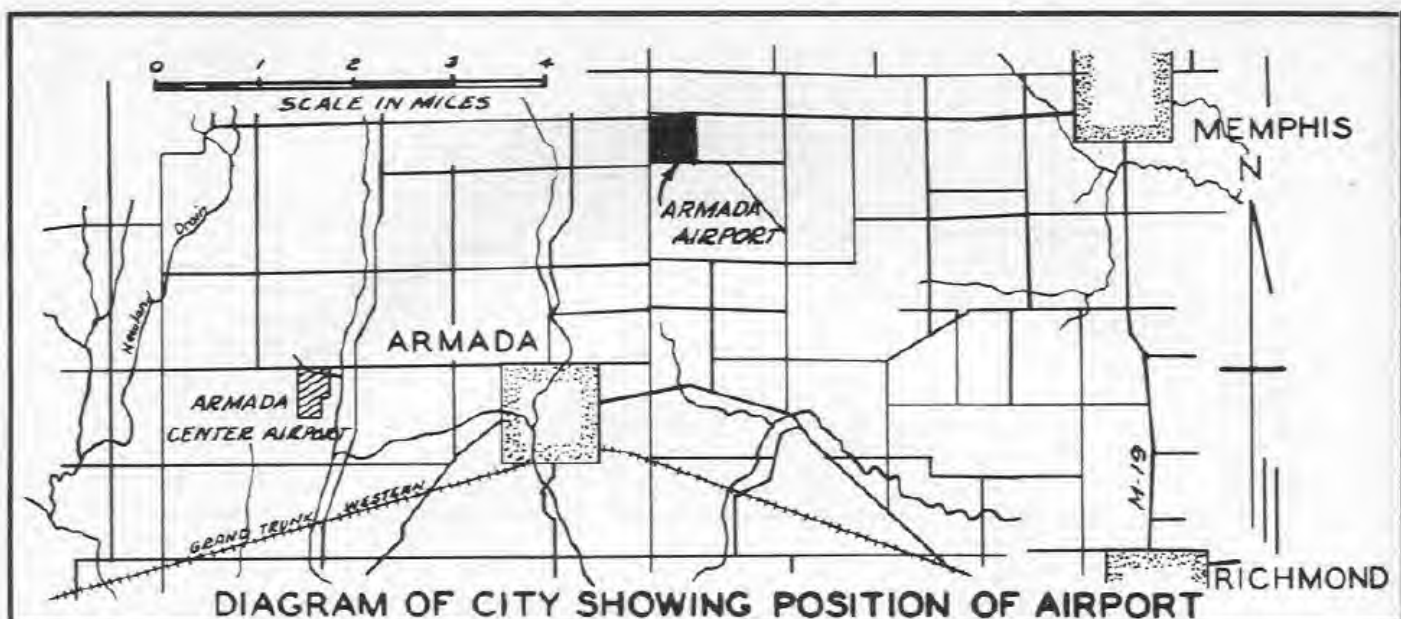 0 1 2 3 4
SCALE IN MILES
MEMPHIS
N
Drain
ARMADA
AIRPORT
Newland
ARMADA
ARMADA
CENTER AIRPORT
M-19
GRAND TRUNK WESTERN
RICHMOND
DIAGRAM OF CITY SHOWING POSITION OF AIRPORT